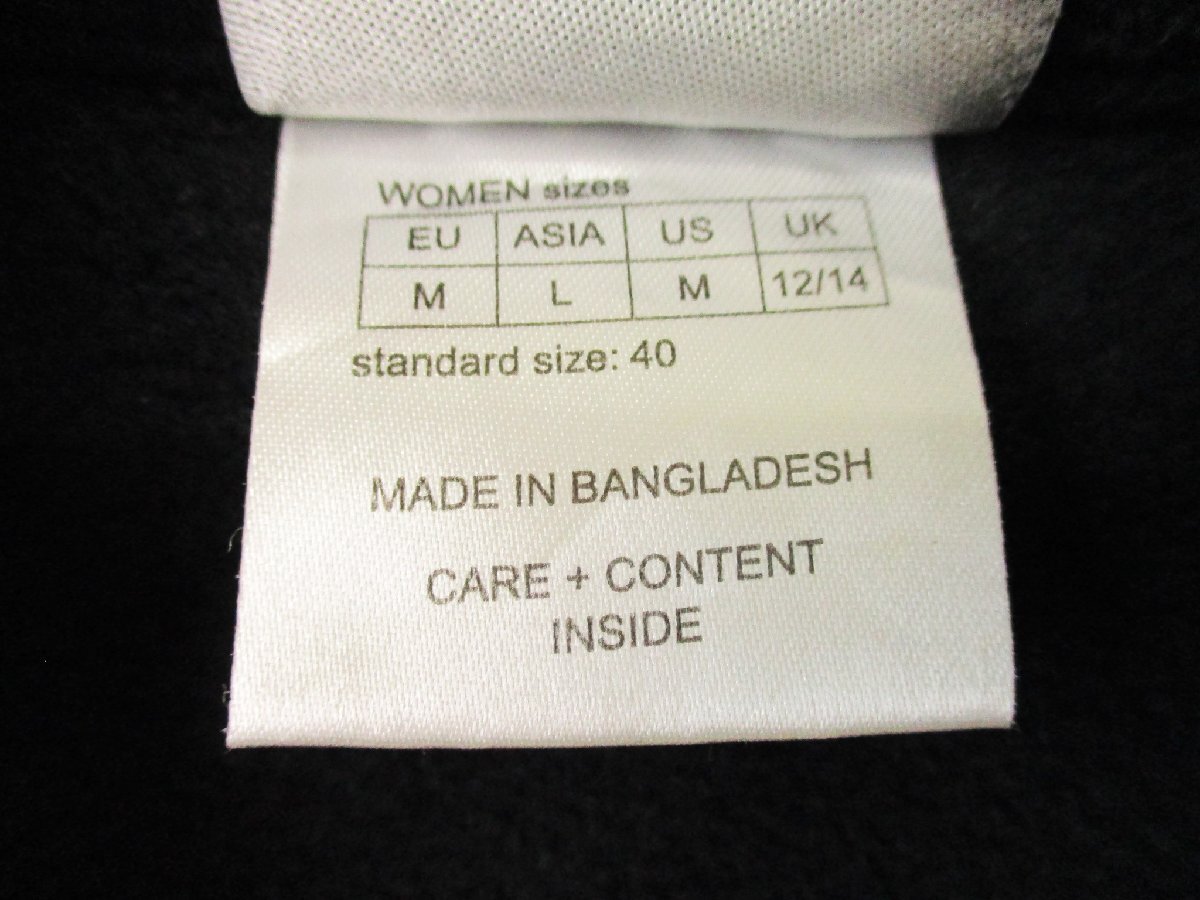 WOMEN sizes
EU ASIA US UK
M L M 12/14
standard size: 40
MADE IN BANGLADESH
CARE + CONTENT
INSIDE